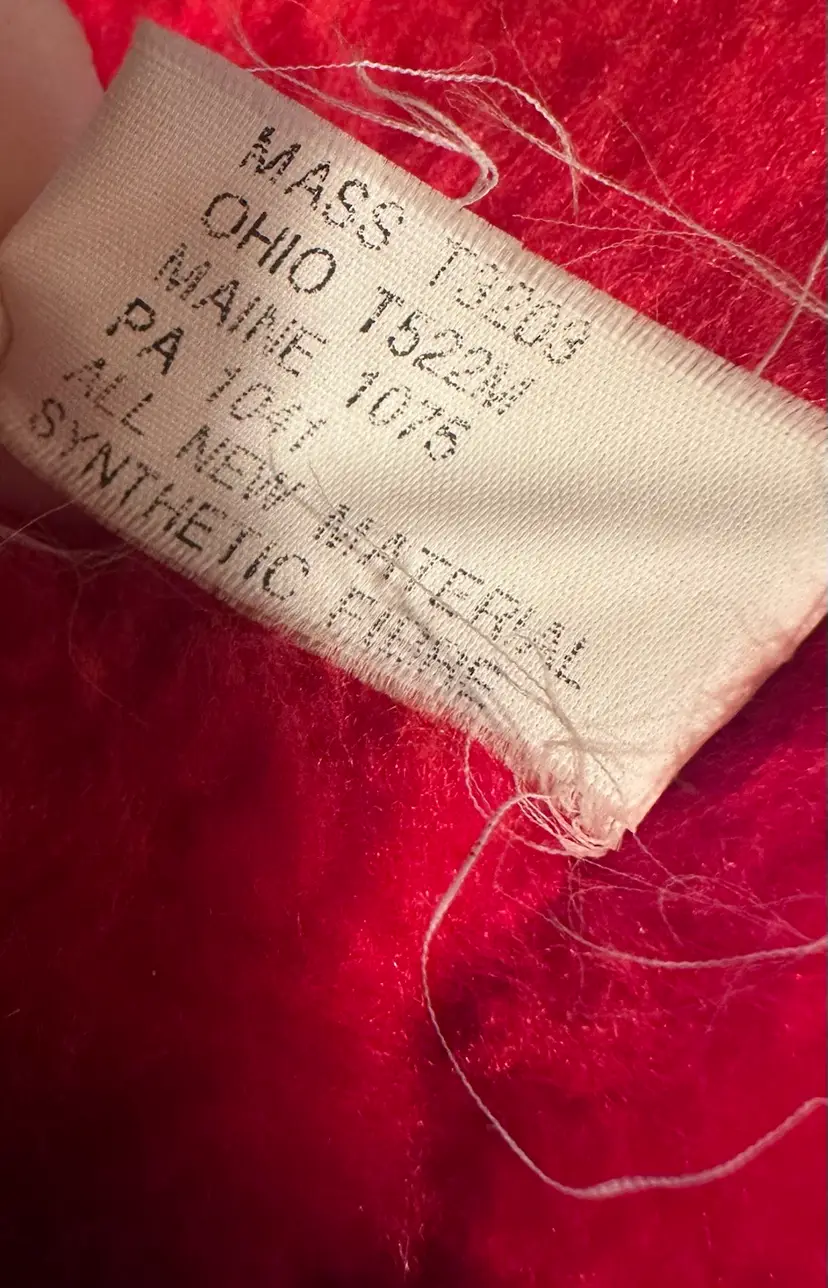 MASS T3203
OHIO T522M
MAINE 1075
PA 1041
ALL NEW MATERIAL
SYNTHETIC FIBRE